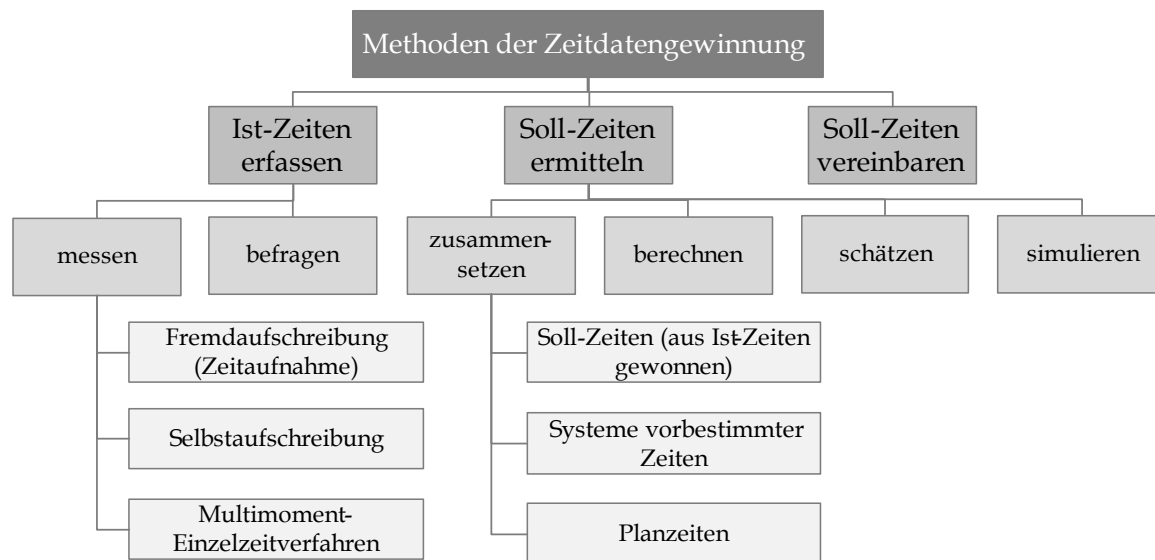 Methoden der Zeitdatengewinnung
Ist-Zeiten
erfassen
Soll-Zeiten
ermitteln
Soll-Zeiten
vereinbaren
messen
befragen
zusammen-
setzen
berechnen
schätzen
simulieren
Fremdaufschreibung
(Zeitaufnahme)
Selbstaufschreibung
Multimoment-
Einzelzeitverfahren
Soll-Zeiten (aus Ist-Zeiten
gewonnen)
Systeme vorbestimmter
Zeiten
Planzeiten